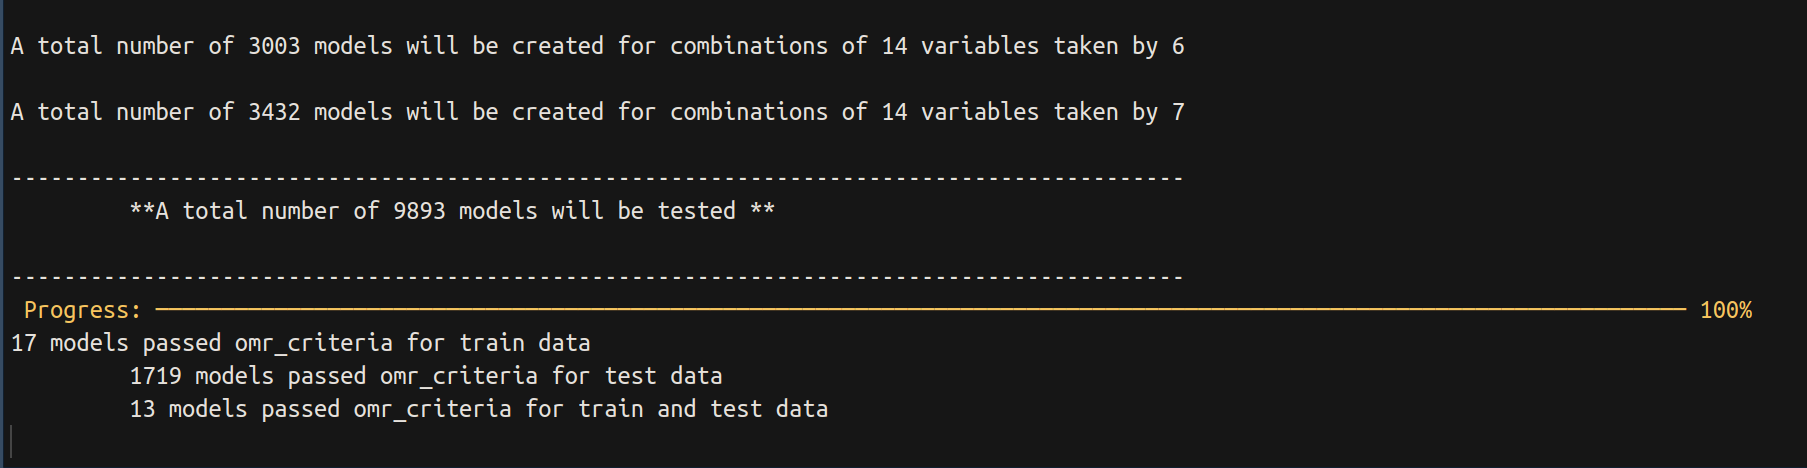 A total number of 3003 models will be created for combinations of 14 variables taken by 6
A total number of 3432 models will be created for combinations of 14 variables taken by 7
-----------------------------------------------------------------------------------------
**A total number of 9893 models will be tested **
-----------------------------------------------------------------------------------------
Progress: ──────────────────────────────────────── 100%
17 models passed omr_criteria for train data
1719 models passed omr_criteria for test data
13 models passed omr_criteria for train and test data